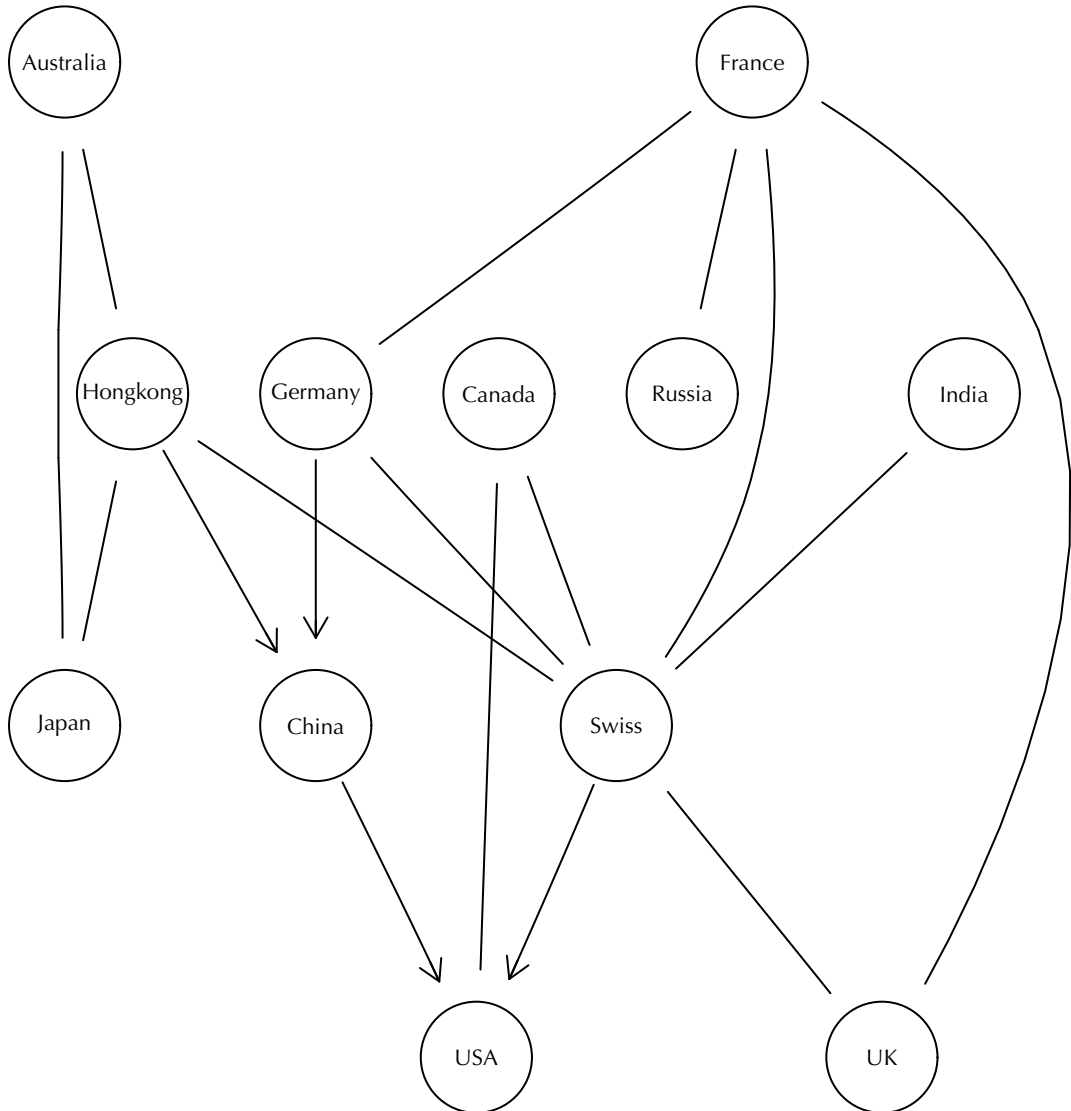 Australia
France
Hongkong
Germany
Canada
Russia
India
Japan
China
Swiss
USA
UK